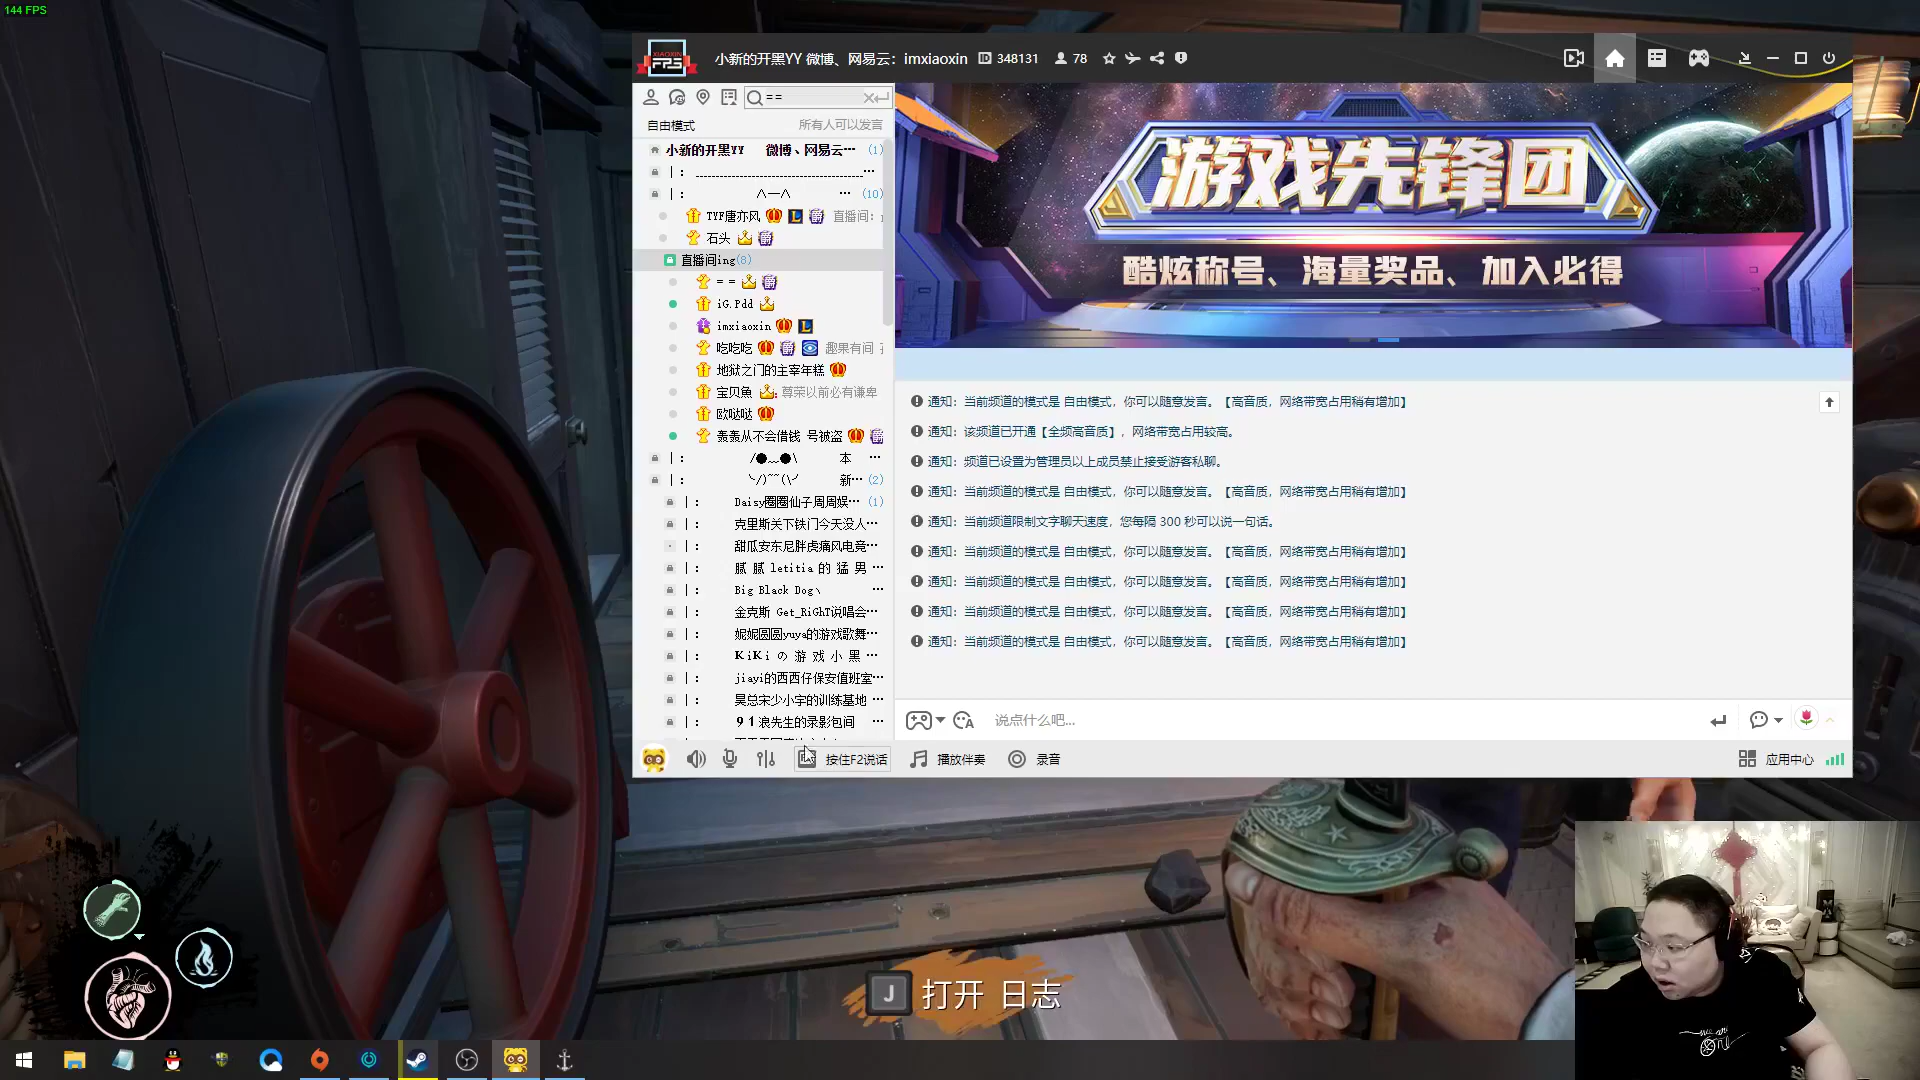 144 FPS
XIAOXIN
FPS
小新的开黑YY 微博、网易云：imxiaoxin 348131 78
==
自由模式 所有人可以发言
小新的开黑YY 微博、网易云… (1)
|： ………
|： ∧—∧ … (10)
TYF唐亦风 L 爵 直播间：
石头 爵
直播间ing(8)
== 爵
iG.Pdd
imxiaoxin L
吃吃吃 爵 趣果有间
地狱之门的主宰年糕
宝贝魚 尊荣以前必有谦卑
欧哒哒
轰轰从不会借钱 号被盗 爵
|： /●﹏●\ 本 …
|： 新… (2)
|： Daisy圈圈仙子周周娱… (1)
|： 克里斯关下铁门今天没人…
|： 甜瓜安东尼胖虎痛风电竞…
|： 腻 腻 letitia 的 猛 男 …
|： Big Black Dog、 …
|： 金克斯 Get_RiGhT说唱会…
|： 妮妮圆圆yuya的游戏歌舞…
|： KiKi の 游 戏 小 黑 …
|： jiayi的西西仔保安值班室…
|： 昊总宋少小宇的训练基地 …
|： 91浪先生的录影包间 …
按住F2说话
播放伴奏
录音
游戏先锋团
酷炫称号、海量奖品、加入必得
通知：当前频道的模式是 自由模式，你可以随意发言。【高音质，网络带宽占用稍有增加】
通知：该频道已开通【全频高音质】，网络带宽占用较高。
通知：频道已设置为管理员以上成员禁止接受游客私聊。
通知：当前频道的模式是 自由模式，你可以随意发言。【高音质，网络带宽占用稍有增加】
通知：当前频道限制文字聊天速度，您每隔 300 秒可以说一句话。
通知：当前频道的模式是 自由模式，你可以随意发言。【高音质，网络带宽占用稍有增加】
通知：当前频道的模式是 自由模式，你可以随意发言。【高音质，网络带宽占用稍有增加】
通知：当前频道的模式是 自由模式，你可以随意发言。【高音质，网络带宽占用稍有增加】
通知：当前频道的模式是 自由模式，你可以随意发言。【高音质，网络带宽占用稍有增加】
说点什么吧...
应用中心
J 打开 日志